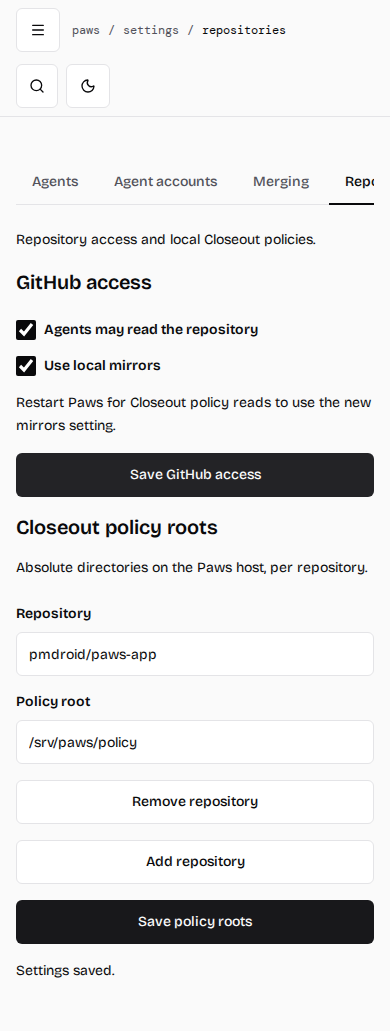 paws / settings / repositories
Agents Agent accounts Merging Repo
Repository access and local Closeout policies.
GitHub access
Agents may read the repository
Use local mirrors
Restart Paws for Closeout policy reads to use the new
mirrors setting.
Save GitHub access
Closeout policy roots
Absolute directories on the Paws host, per repository.
Repository
pmdroid/paws-app
Policy root
/srv/paws/policy
Remove repository
Add repository
Save policy roots
Settings saved.